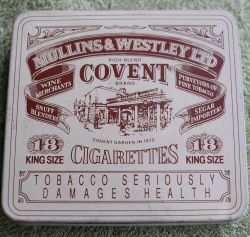 MULLINS & WESTLEY LTD
RICH BLEND
COVENT
BRAND
WINE
MERCHANTS
PURVEYORS OF
FINE TOBACCO
SNUFF
BLENDERS
SEGAR
IMPORTERS
COVENT GARDEN IN 1875
18
KING SIZE
CIGARETTES
18
KING SIZE
TOBACCO SERIOUSLY
DAMAGES HEALTH